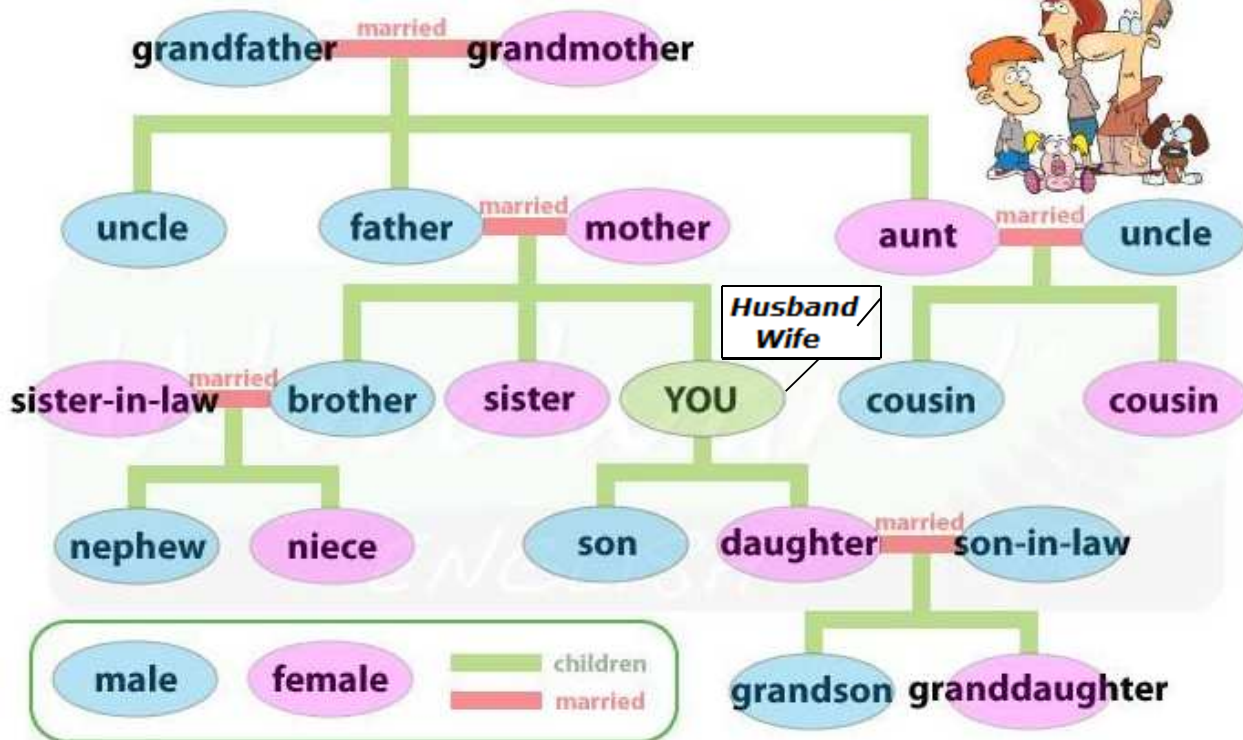 married
grandfather grandmother
married married
uncle father mother aunt uncle
Husband
Wife
married
sister-in-law brother sister YOU cousin cousin
married
nephew niece son daughter son-in-law
children
male female
married
grandson granddaughter
ENGLISH